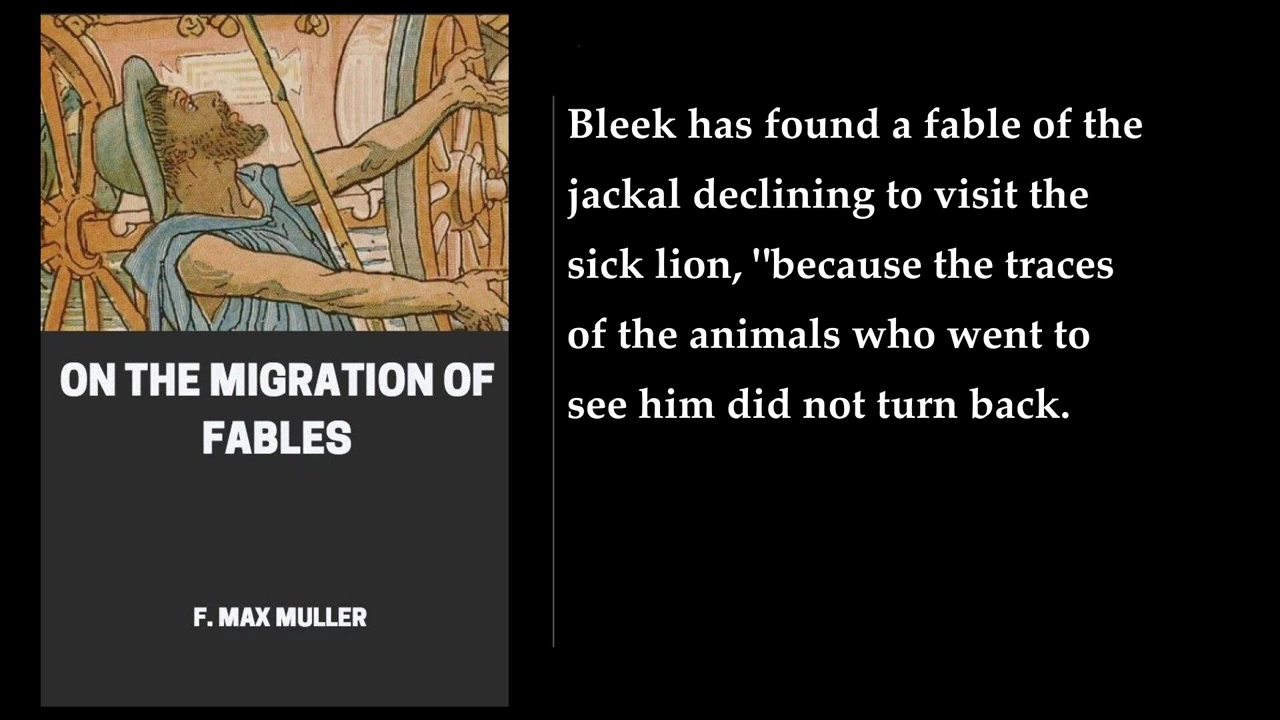 ON THE MIGRATION OF
FABLES
F. MAX MULLER
Bleek has found a fable of the
jackal declining to visit the
sick lion, "because the traces
of the animals who went to
see him did not turn back.